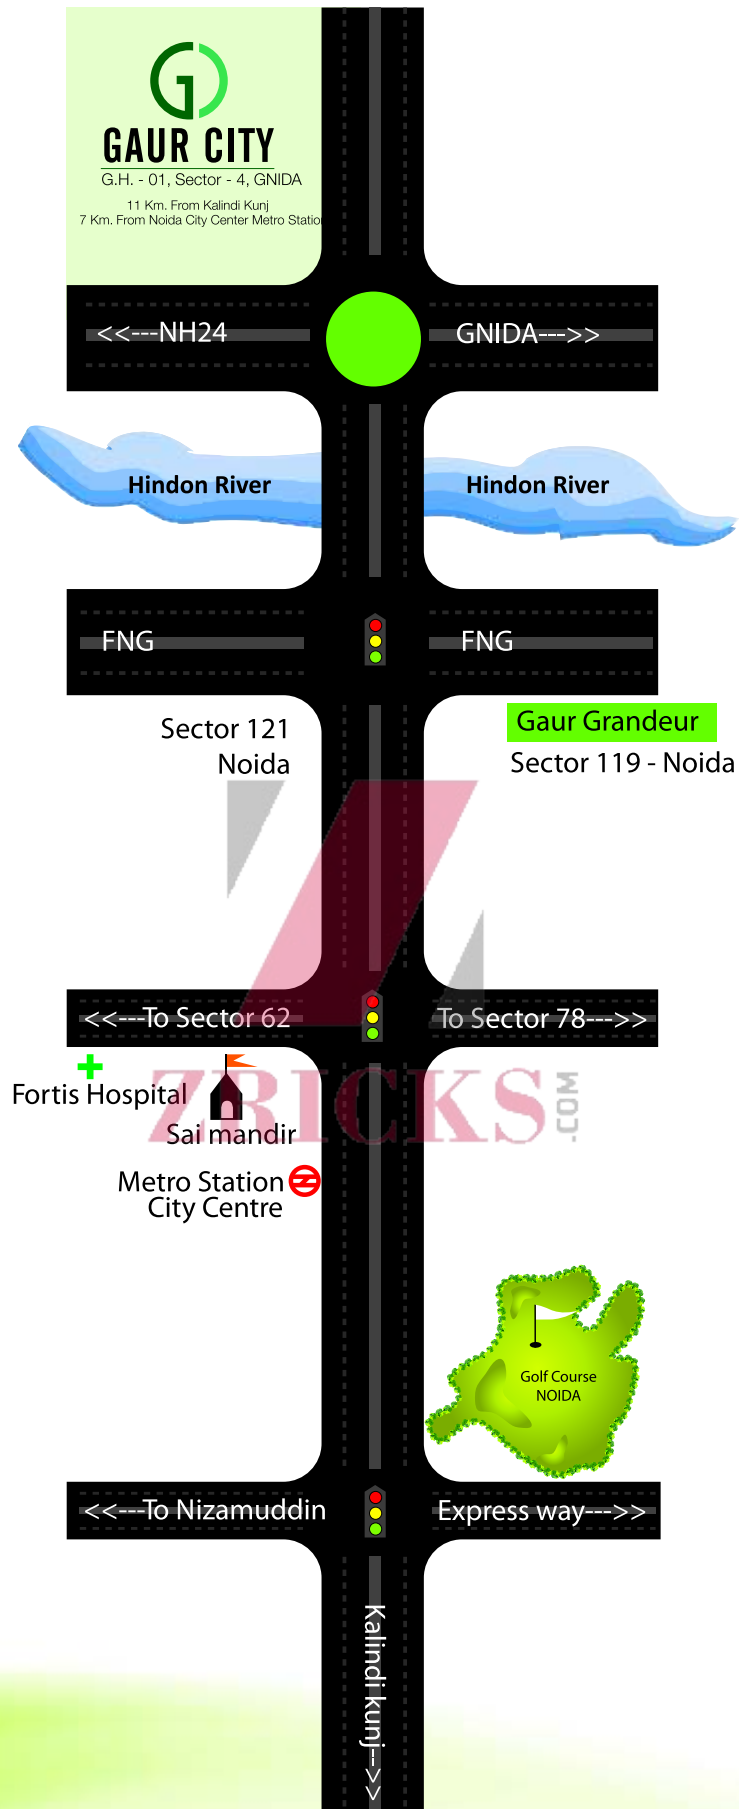 GAUR CITY
G.H. - 01, Sector - 4, GNIDA
11 Km. From Kalindi Kunj
7 Km. From Noida City Center Metro Station
<<---NH24
GNIDA--->>
Hindon River
Hindon River
FNG
FNG
Sector 121
Noida
Gaur Grandeur
Sector 119 - Noida
<<---To Sector 62
To Sector 78--->>
Fortis Hospital
Sai mandir
ZRICKS.COM
Metro Station
City Centre
Golf Course
NOIDA
<<---To Nizamuddin
Express way--->>
Kalindi kunj-->>